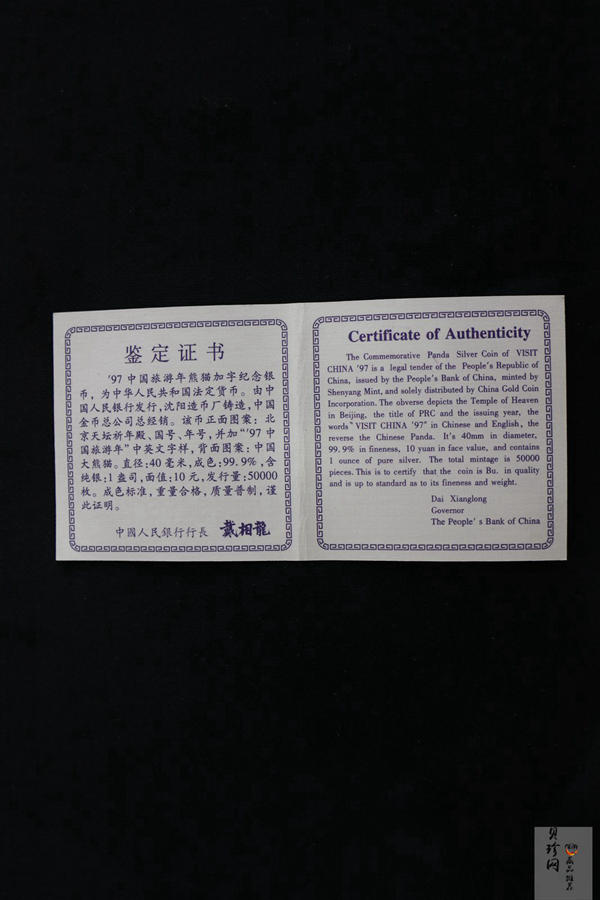 鉴定证书
'97中国旅游年熊猫加字纪念银
币，为中华人民共和国法定货币。由中
国人民银行发行，沈阳造币厂铸造，中国
金币总公司总经销。该币正面图案：北
京天坛祈年殿、国号、年号，并加“'97中
国旅游年”中英文字样，背面图案：中国
大熊猫。直径:40毫米，成色:99.9%，含
纯银:1盎司，面值:10元，发行量:50000
枚。成色标准，重量合格，质量普制，谨
此证明。
中國人民銀行行長 戴相龍
Certificate of Authenticity
The Commemorative Panda Silver Coin of VISIT
CHINA '97 is a legal tender of the People's Republic of
China, issued by the People's Bank of China, minted by
Shenyang Mint, and solely distributed by China Gold Coin
Incorporation. The obverse depicts the Temple of Heaven
in Beijing, the title of PRC and the issuing year, the
words "VISIT CHINA '97" in Chinese and English, the
reverse the Chinese Panda. It's 40mm in diameter,
99.9% in fineness, 10 yuan in face value, and contains
1 ounce of pure silver. The total mintage is 50000
pieces. This is to certify that the coin is Bu. in quality
and is up to standard as to its fineness and weight.
Dai Xianglong
Governor
The People's Bank of China
贝珍网